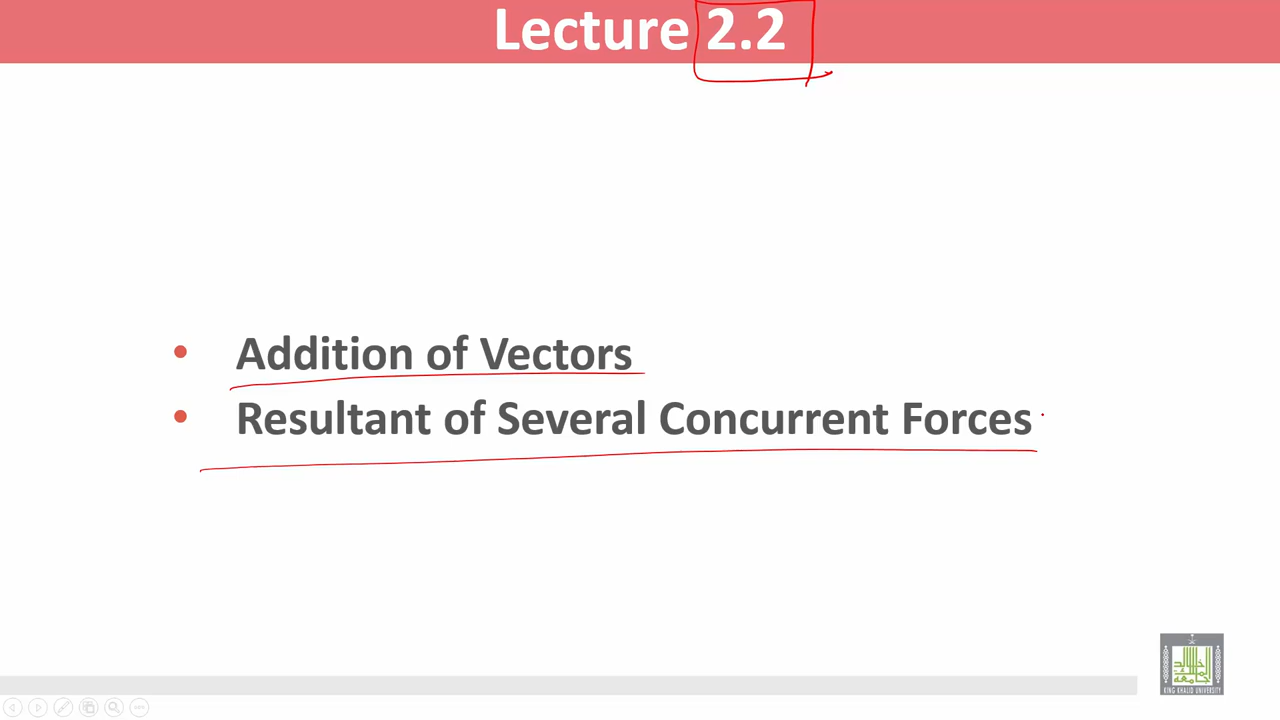 Lecture 2.2
• Addition of Vectors
• Resultant of Several Concurrent Forces
KING KHALID UNIVERSITY